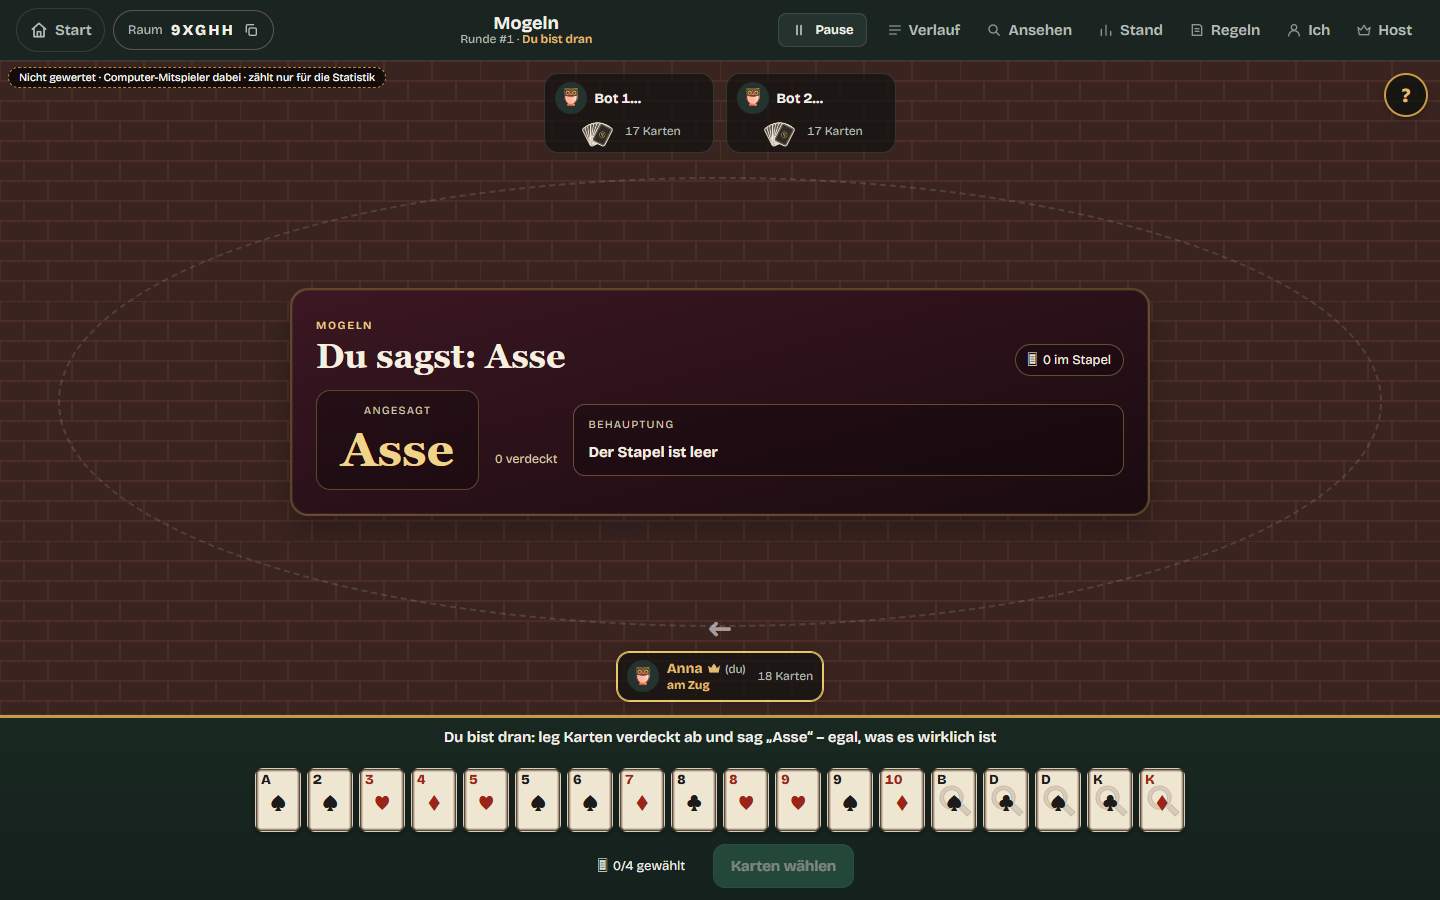 Start
Raum 9XGHH
Mogeln
Runde #1 · Du bist dran
Pause
Verlauf
Ansehen
Stand
Regeln
Ich
Host
Nicht gewertet · Computer-Mitspieler dabei · zählt nur für die Statistik
Bot 1...
17 Karten
Bot 2...
17 Karten
?
MOGELN
Du sagst: Asse
0 im Stapel
ANGESAGT
Asse
0 verdeckt
BEHAUPTUNG
Der Stapel ist leer
Anna (du)
am Zug
18 Karten
Du bist dran: leg Karten verdeckt ab und sag „Asse“ – egal, was es wirklich ist
A 2 3 4 5 5 6 7 8 8 9 9 10 B D D K K
0/4 gewählt
Karten wählen